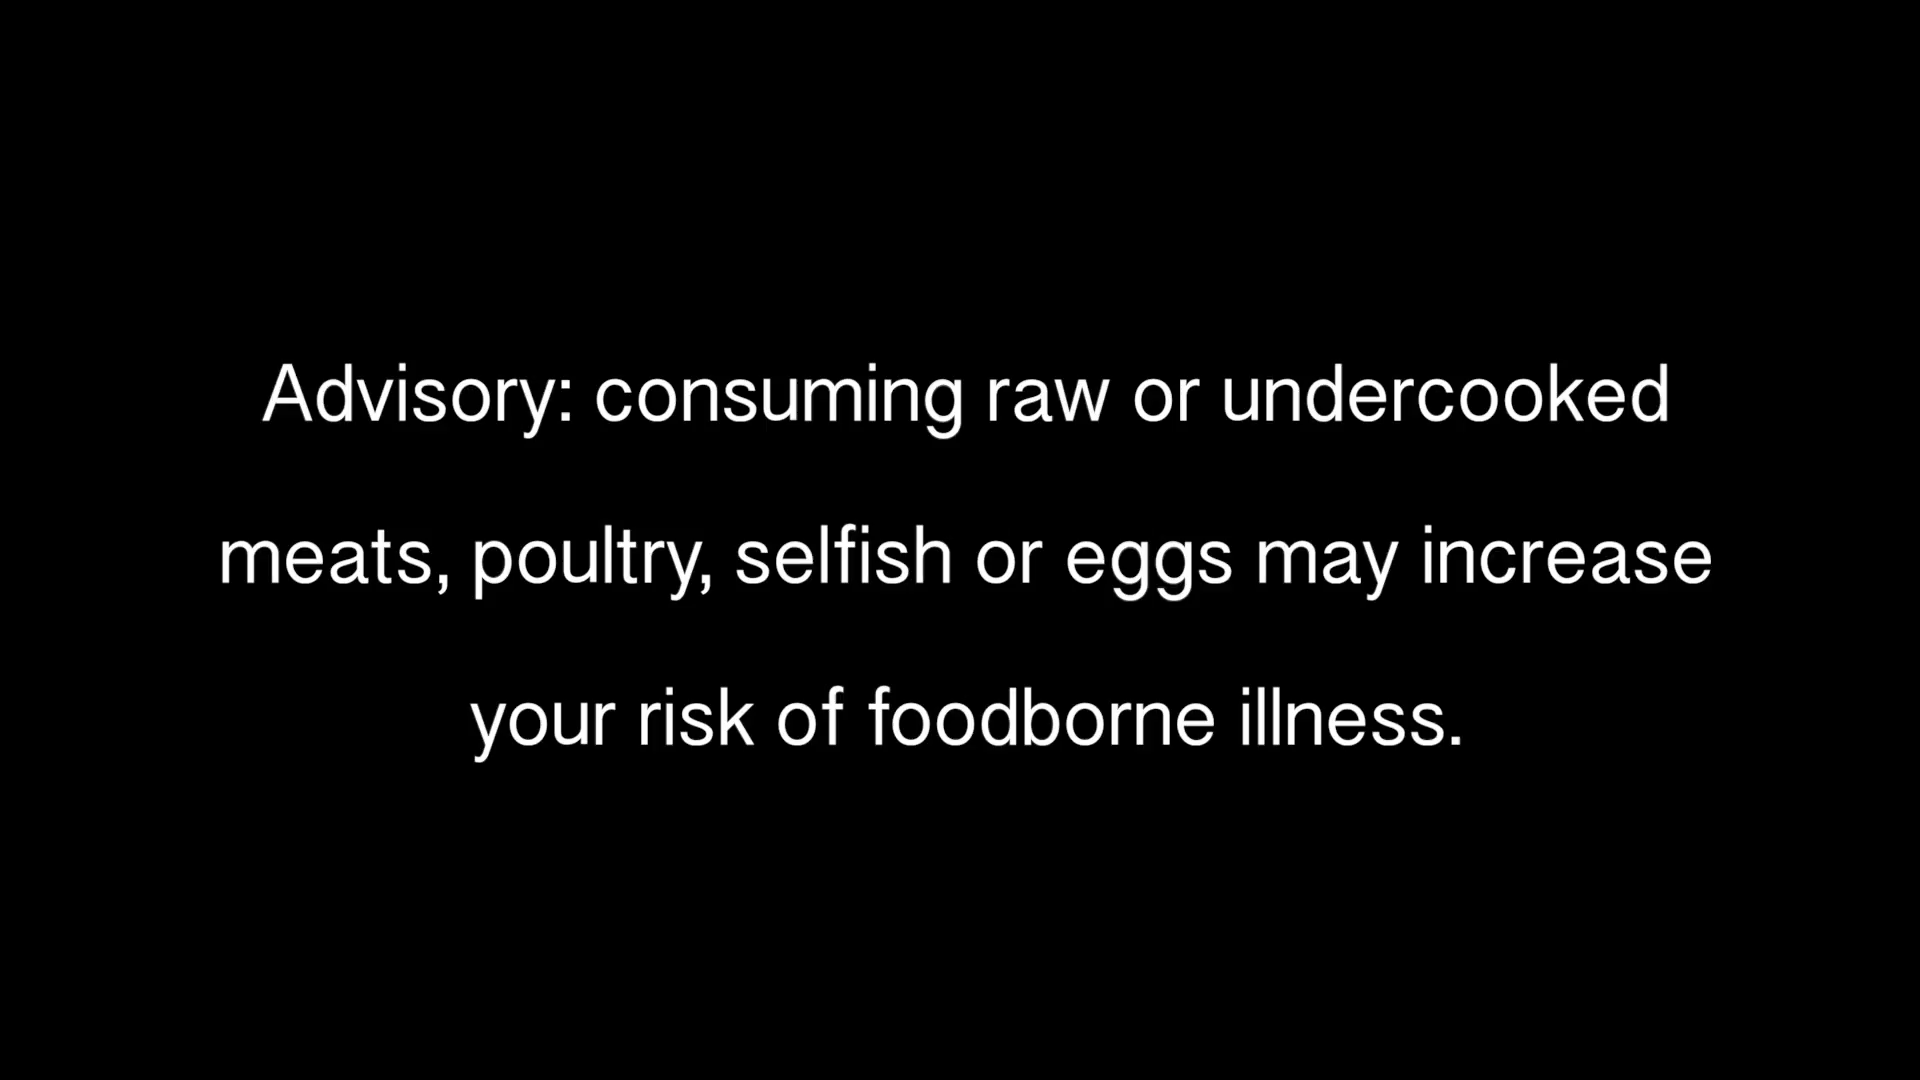 Advisory: consuming raw or undercooked
meats, poultry, selfish or eggs may increase
your risk of foodborne illness.